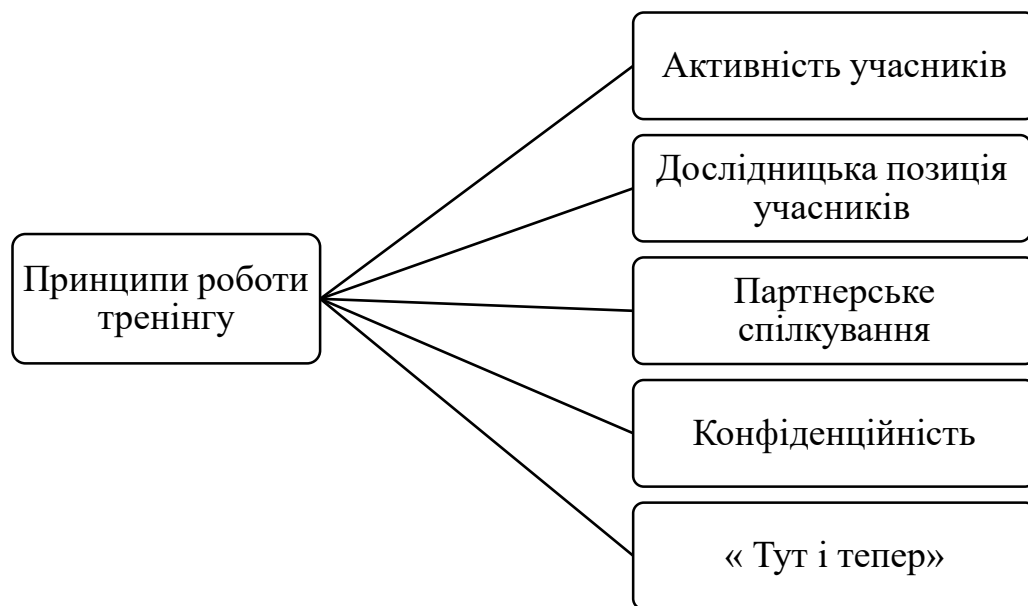 Принципи роботи
тренінгу
Активність учасників
Дослідницька позиція
учасників
Партнерське
спілкування
Конфіденційність
« Тут і тепер»